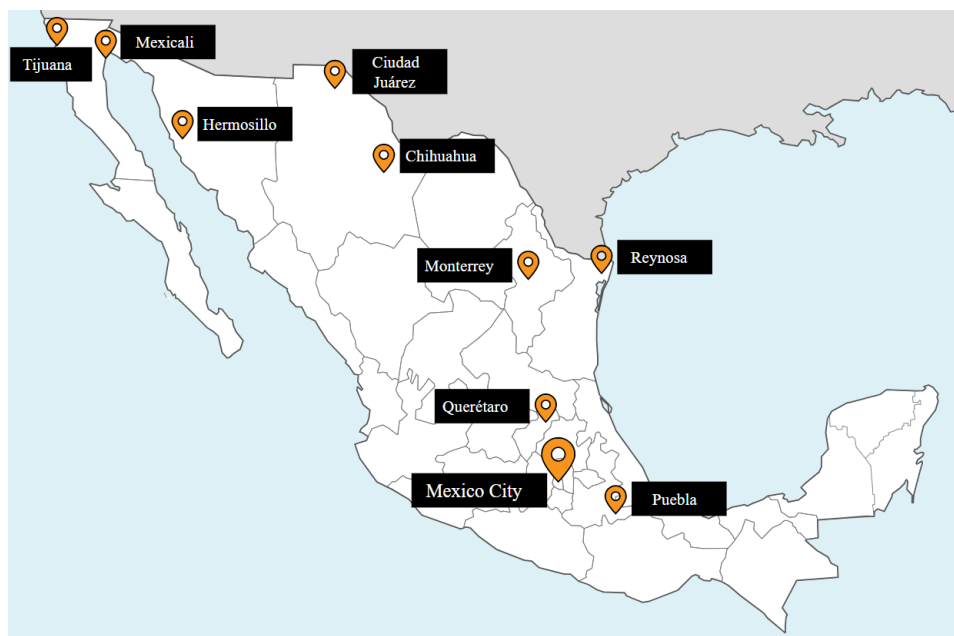 Mexicali
Tijuana
Ciudad
Juárez
Hermosillo
Chihuahua
Monterrey
Reynosa
Querétaro
Mexico City
Puebla